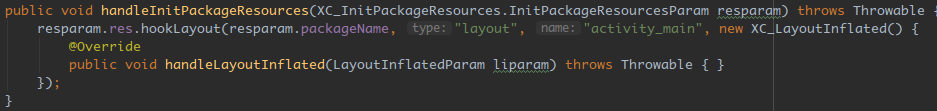 public void handleInitPackageResources(XC_InitPackageResources.InitPackageResourcesParam resparam) throws Throwable {
resparam.res.hookLayout(resparam.packageName, type: "layout", name: "activity_main", new XC_LayoutInflated() {
@Override
public void handleLayoutInflated(LayoutInflatedParam liparam) throws Throwable { }
});
}